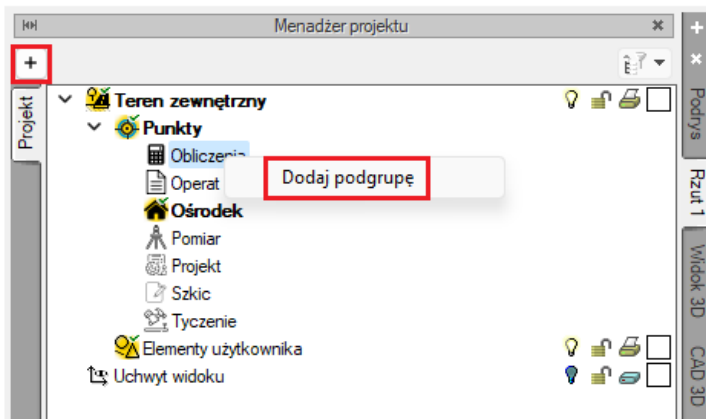 Menadżer projektu
+
Projekt
Teren zewnętrzny
Punkty
Obliczenia
Dodaj podgrupę
Operat
Ośrodek
Pomiar
Projekt
Szkic
Tyczenie
Elementy użytkownika
Uchwyt widoku
Podrys
Rzut 1
Widok 3D
CAD 3D